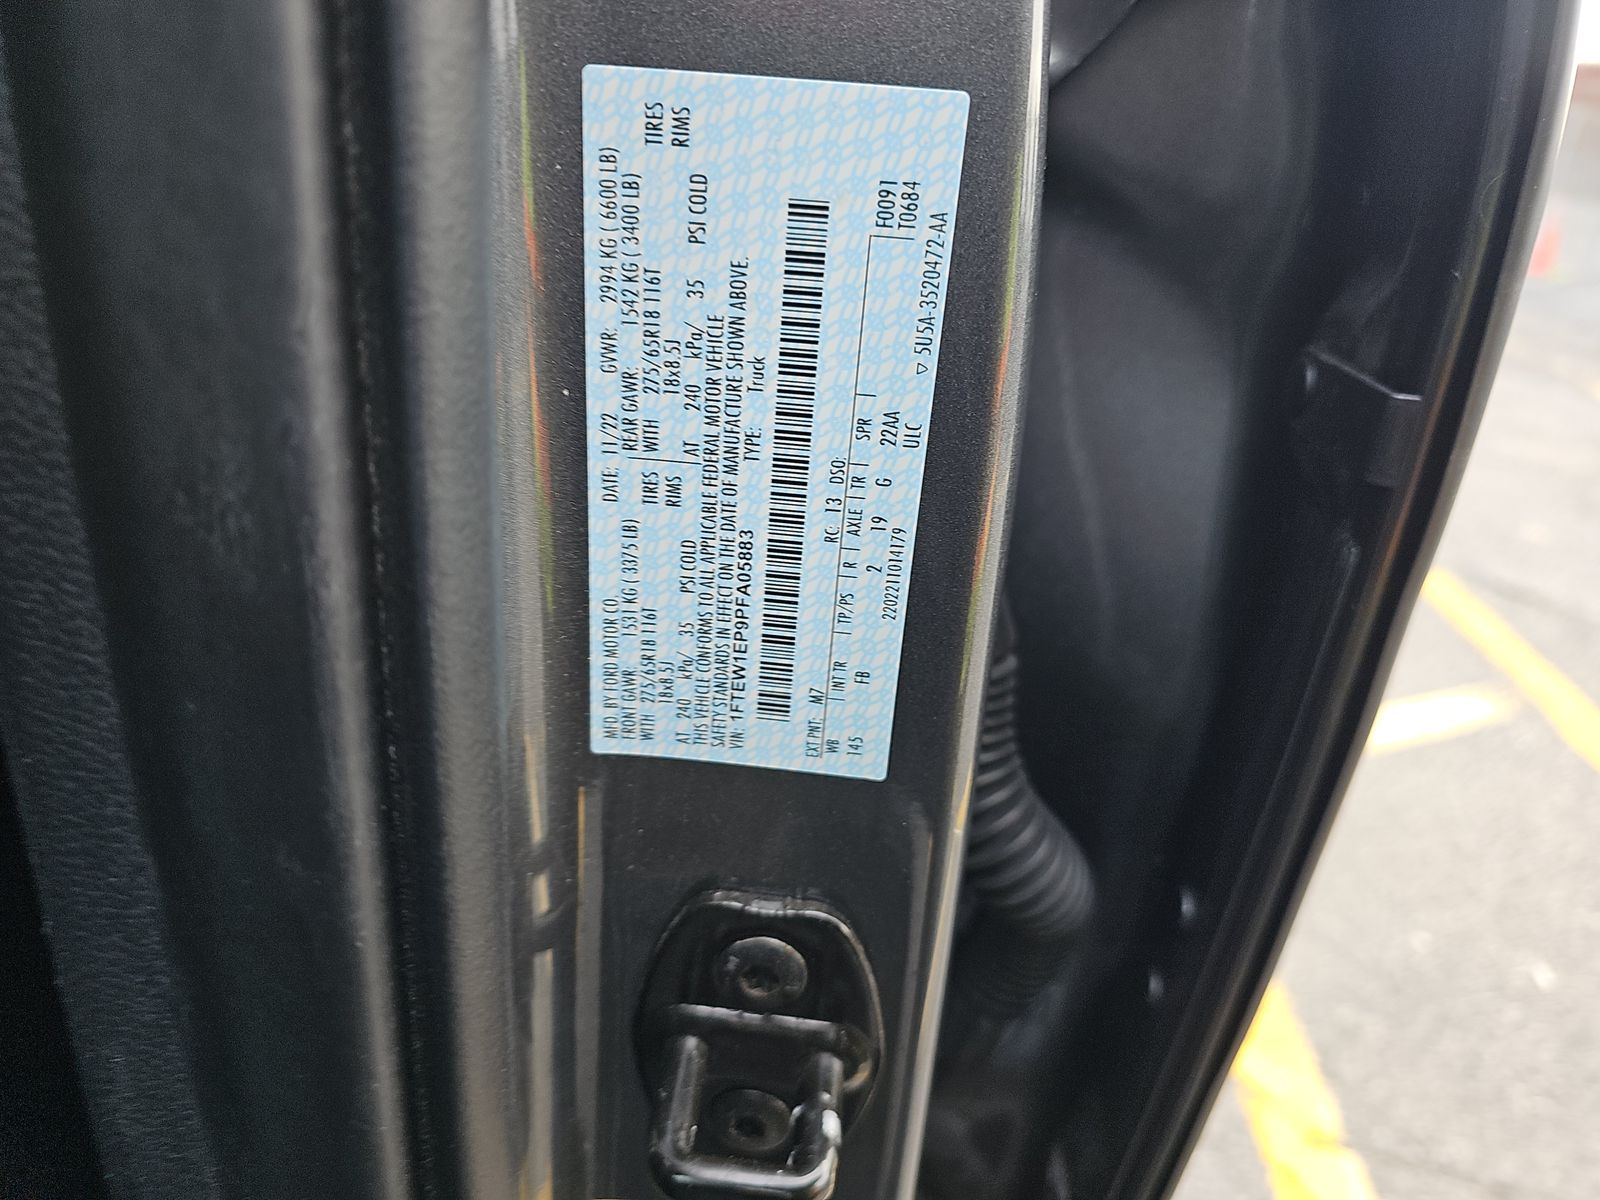 MFD. BY FORD MOTOR CO.
DATE: 11/22 GVWR: 2994 KG ( 6600 LB)
FRONT GAWR: 1531 KG ( 3375 LB) REAR GAWR: 1542 KG ( 3400 LB)
WITH 275/65R18 116T TIRES WITH 275/65R18 116T TIRES
18x8.5J RIMS 18x8.5J RIMS
AT 240 kPa/ 35 PSI COLD AT 240 kPa/ 35 PSI COLD
THIS VEHICLE CONFORMS TO ALL APPLICABLE FEDERAL MOTOR VEHICLE
SAFETY STANDARDS IN EFFECT ON THE DATE OF MANUFACTURE SHOWN ABOVE.
VIN: 1FTEW1EP9PFA05883 TYPE: Truck
EXT PNT: M7 RC: 13 DSO: F0091
WB INT TR TP/PS R AXLE TR SPR T0684
145 FB 2 19 G 22AA
2202211014179 ULC ▽ 5U5A-3520472-AA